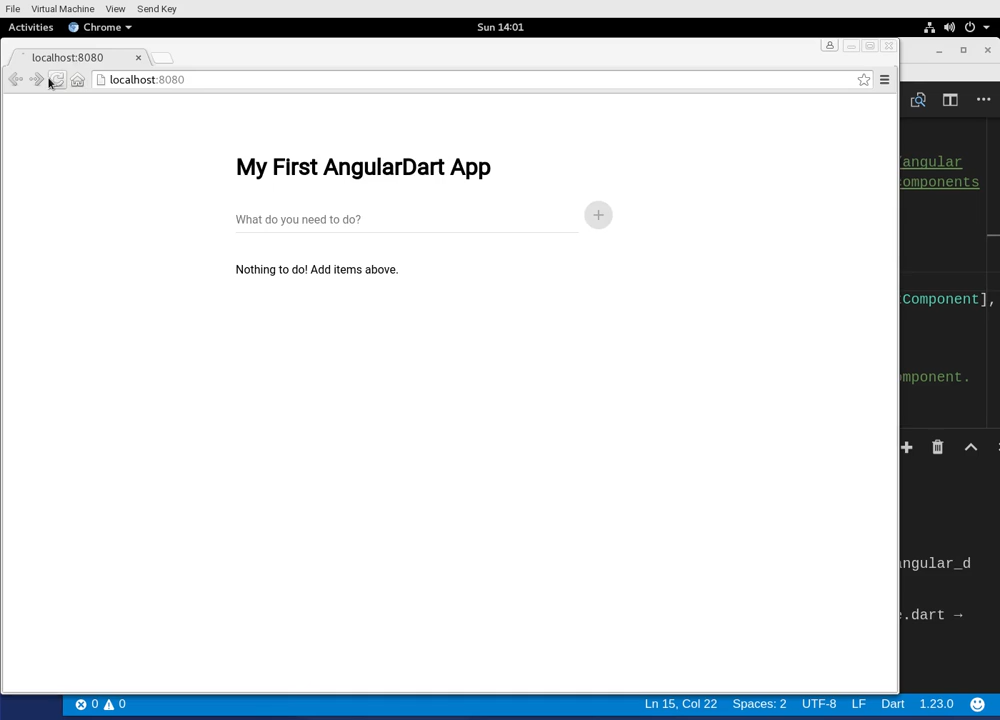 File Virtual Machine View Send Key
Activities Chrome Sun 14:01
localhost:8080
localhost:8080
My First AngularDart App
What do you need to do?
Nothing to do! Add items above.
angular
components
Component],
mponent.
angular_d
.dart →
0 0 Ln 15, Col 22 Spaces: 2 UTF-8 LF Dart 1.23.0